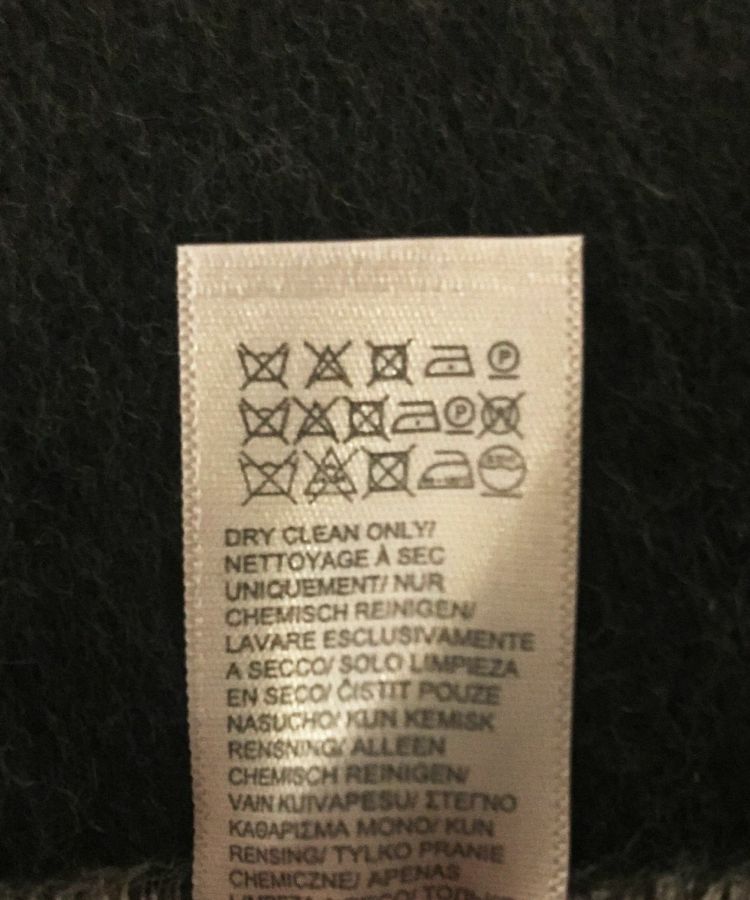 P
P W
DRY CLEAN ONLY/
NETTOYAGE À SEC
UNIQUEMENT/ NUR
CHEMISCH REINIGEN/
LAVARE ESCLUSIVAMENTE
A SECCO/ SOLO LIMPIEZA
EN SECO/ ČISTIT POUZE
NASUCHO/ KUN KEMISK
RENSNING/ ALLEEN
CHEMISCH REINIGEN/
VAIN KUIVAPESU/ ΣΤΕΓΝΟ
ΚΑΘΑΡΙΣΜΑ ΜΟΝΟ/ KUN
RENSING/ TYLKO PRANIE
CHEMICZNE/ APENAS